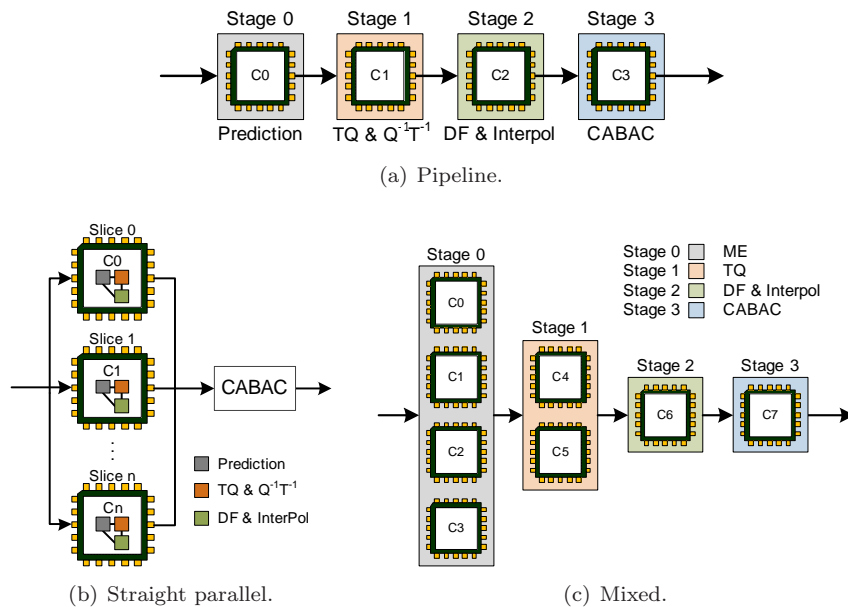 Stage 0 Stage 1 Stage 2 Stage 3
C0 C1 C2 C3
Prediction TQ & Q⁻¹T⁻¹ DF & Interpol CABAC
(a) Pipeline.
Slice 0
C0
Slice 1
C1
Slice n
Cn
CABAC
Prediction
TQ & Q⁻¹T⁻¹
DF & InterPol
(b) Straight parallel.
Stage 0
C0
C1
C2
C3
Stage 1
C4
C5
Stage 2
C6
Stage 3
C7
Stage 0 ME
Stage 1 TQ
Stage 2 DF & Interpol
Stage 3 CABAC
(c) Mixed.